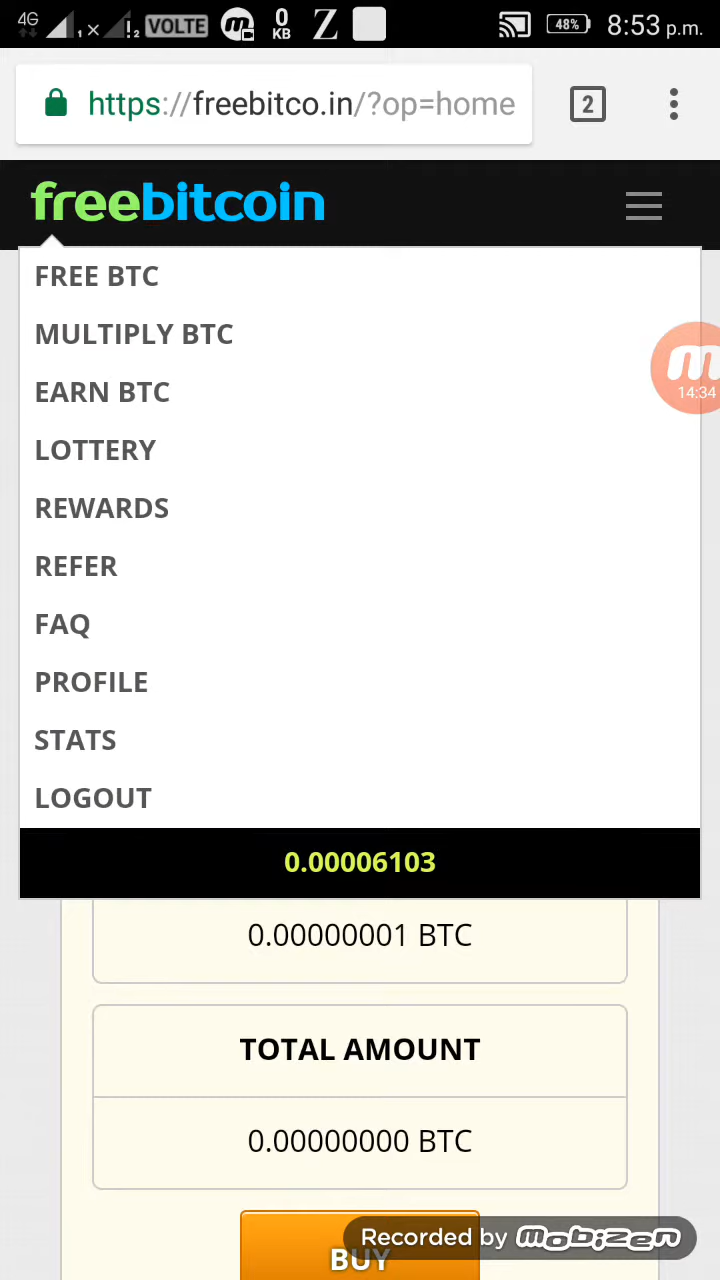 4G 1 x 2 VOLTE m 0 KB Z 48% 8:53 p.m.
https://freebitco.in/?op=home 2
freebitcoin
FREE BTC
MULTIPLY BTC
EARN BTC
14:34
LOTTERY
REWARDS
REFER
FAQ
PROFILE
STATS
LOGOUT
0.00006103
0.00000001 BTC
TOTAL AMOUNT
0.00000000 BTC
Recorded by mobizen
BUY